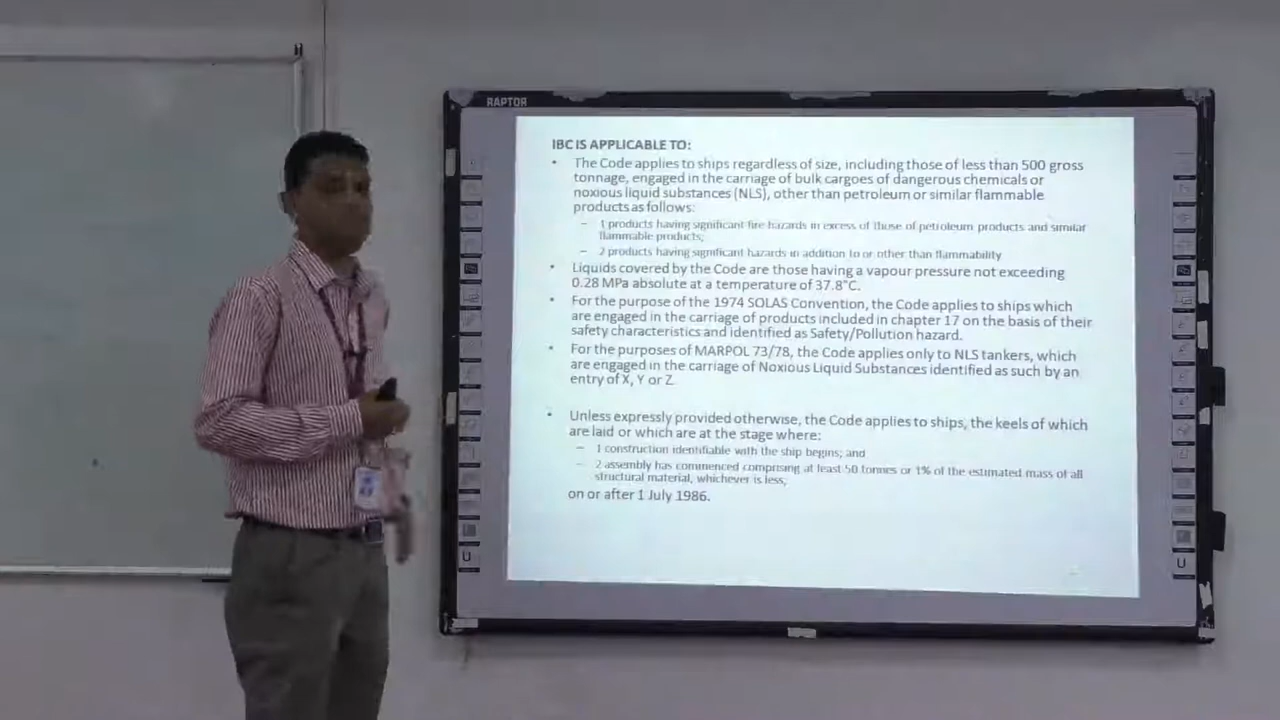 RAPTOR
IBC IS APPLICABLE TO:
• The Code applies to ships regardless of size, including those of less than 500 gross
tonnage, engaged in the carriage of bulk cargoes of dangerous chemicals or
noxious liquid substances (NLS), other than petroleum or similar flammable
products as follows:
– 1 products having significant fire hazards in excess of those of petroleum products and similar
flammable products;
– 2 products having significant hazards in addition to or other than flammability
• Liquids covered by the Code are those having a vapour pressure not exceeding
0.28 MPa absolute at a temperature of 37.8°C.
• For the purpose of the 1974 SOLAS Convention, the Code applies to ships which
are engaged in the carriage of products included in chapter 17 on the basis of their
safety characteristics and identified as Safety/Pollution hazard.
• For the purposes of MARPOL 73/78, the Code applies only to NLS tankers, which
are engaged in the carriage of Noxious Liquid Substances identified as such by an
entry of X, Y or Z.
• Unless expressly provided otherwise, the Code applies to ships, the keels of which
are laid or which are at the stage where:
– 1 construction identifiable with the ship begins; and
– 2 assembly has commenced comprising at least 50 tonnes or 1% of the estimated mass of all
structural material, whichever is less,
on or after 1 July 1986.
U
U